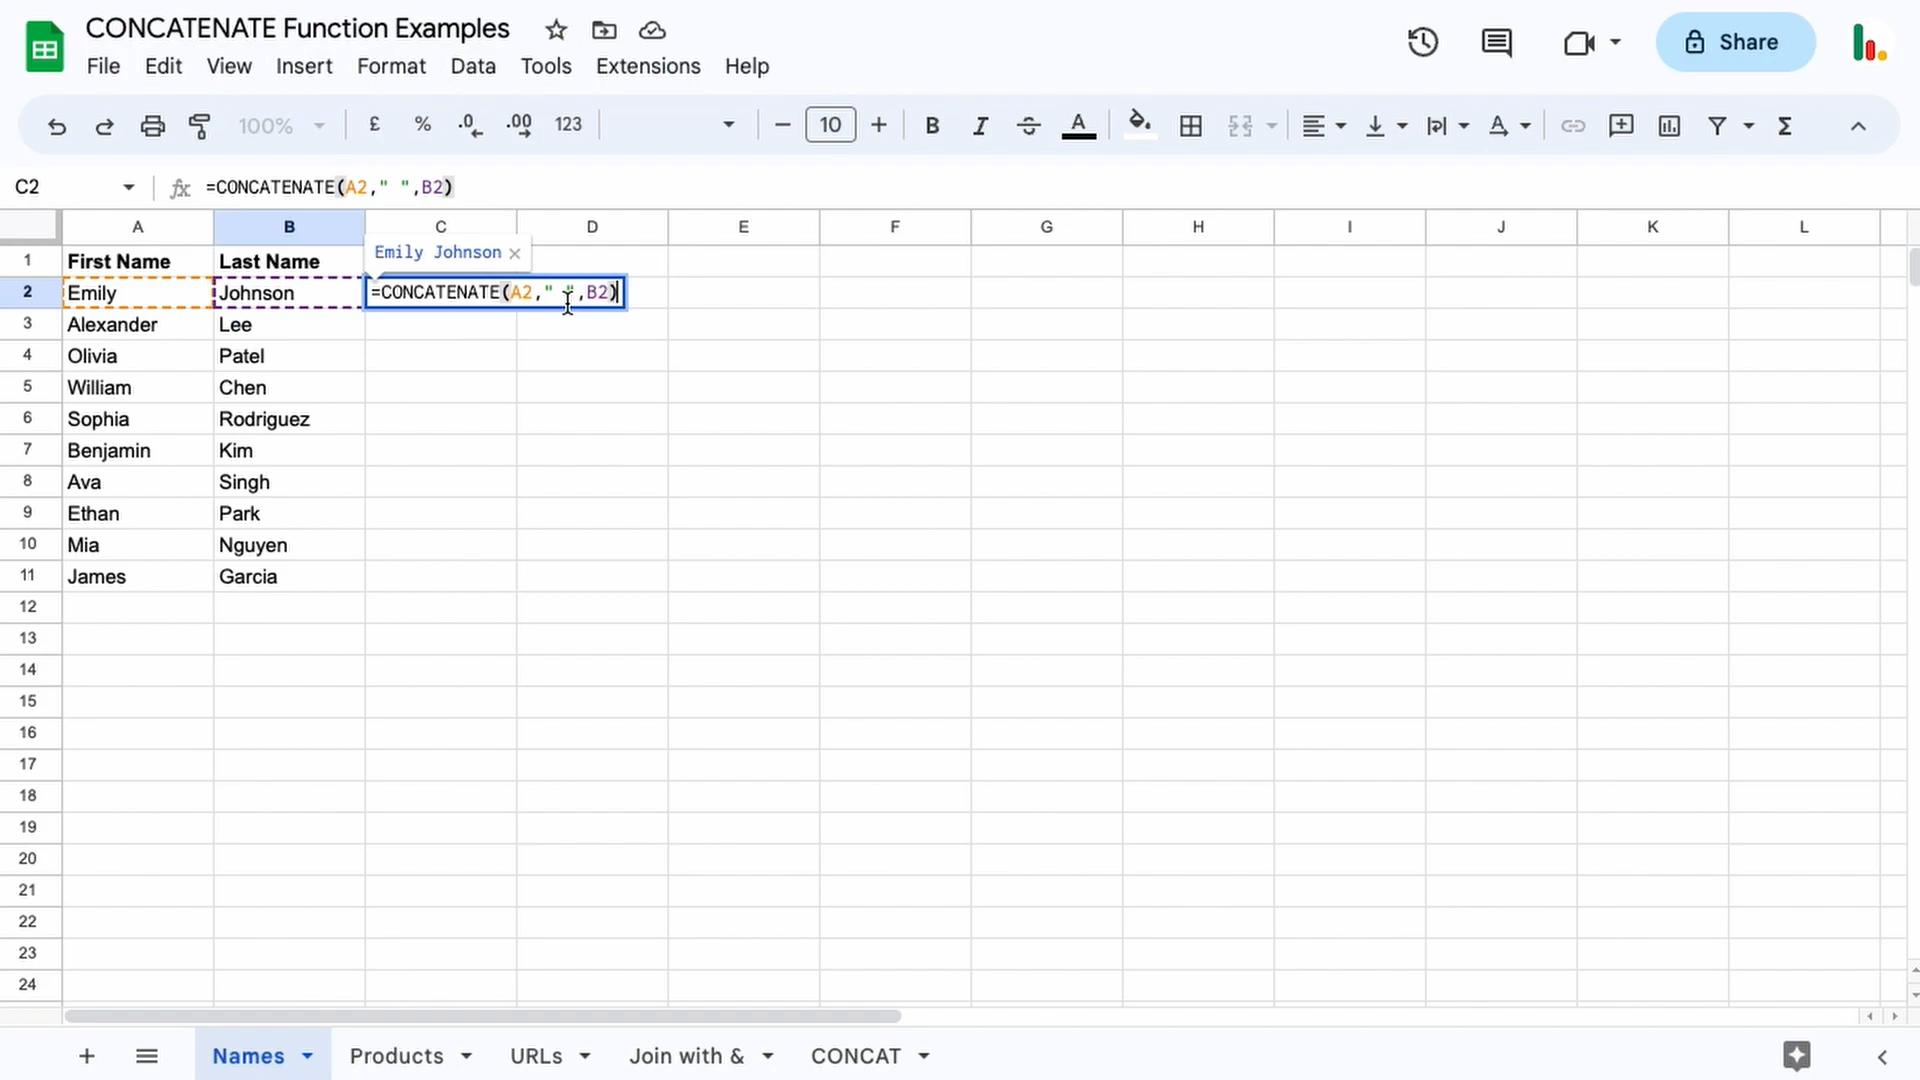 CONCATENATE Function Examples
File Edit View Insert Format Data Tools Extensions Help
Share
100% £ % .0 .00 123 10 B I S A
C2 fx =CONCATENATE(A2," ",B2)
A B C D E F G H I J K L
Emily Johnson ×
1 First Name Last Name
2 Emily Johnson =CONCATENATE(A2," ",B2)
3 Alexander Lee
4 Olivia Patel
5 William Chen
6 Sophia Rodriguez
7 Benjamin Kim
8 Ava Singh
9 Ethan Park
10 Mia Nguyen
11 James Garcia
12
13
14
15
16
17
18
19
20
21
22
23
24
Names Products URLs Join with & CONCAT